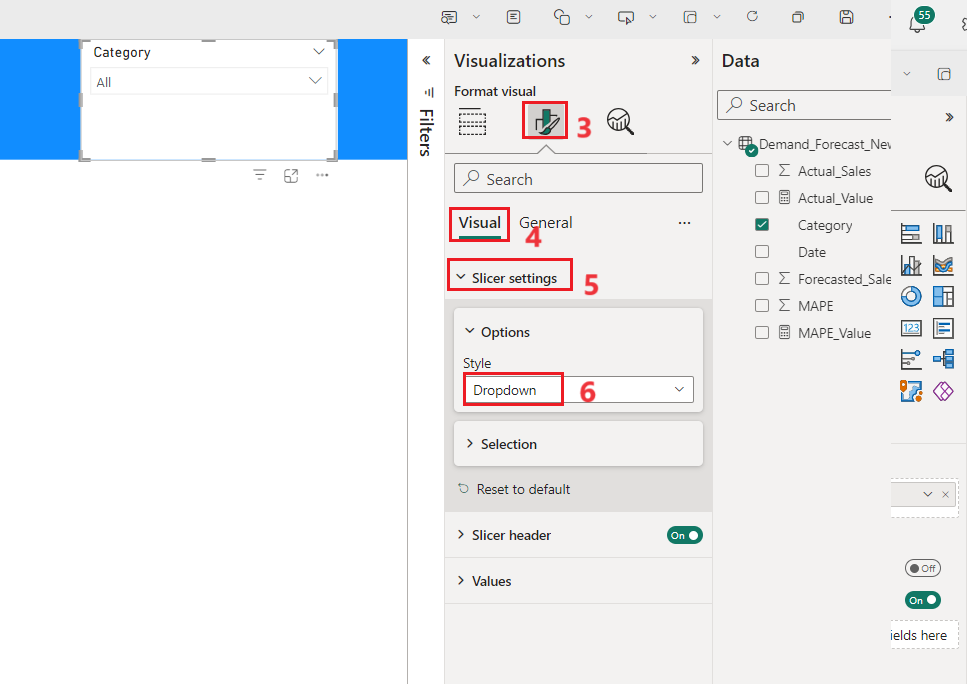 55
Category
All
Filters
Visualizations
Format visual
3
Search
Visual
General
4
Slicer settings
5
Options
Style
Dropdown
6
Selection
Reset to default
Slicer header
On
Values
Data
Search
Demand_Forecast_New
Actual_Sales
Actual_Value
Category
Date
Forecasted_Sale
MAPE
MAPE_Value
123
Off
On
ields here